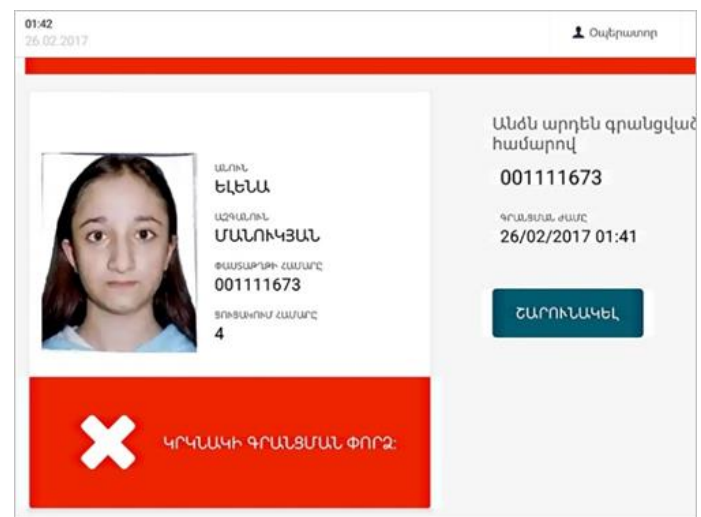 01:42
26.02.2017
Օպերատոր
ԱՆՈՒՆ
ԵԼԵՆԱ
ԱԶԳԱՆՈՒՆ
ՄԱՆՈՒԿՅԱՆ
ՓԱՍՏԱԹՂԹԻ ՀԱՄԱՐԸ
001111673
ՑՈՒՑԱԿՈՒՄ ՀԱՄԱՐԸ
4
ԿՐԿՆԱԿԻ ԳՐԱՆՑՄԱՆ ՓՈՐՁ:
Անձն արդեն գրանցված
համարով
001111673
ԳՐԱՆՑՄԱՆ ԺԱՄԸ
26/02/2017 01:41
ՇԱՐՈՒՆԱԿԵԼ